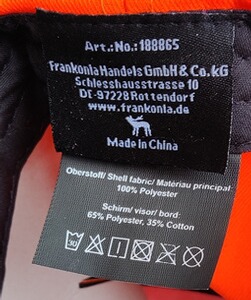 Art.:No.: 188865
Frankonia Handels GmbH & Co.kG
Schlesshausstrasse 10
DE-97228 Rottendorf
www.frankonia.de
Made in China
Oberstoff/ Shell fabric/ Matériau principal
100% Polyester
Schirm/ visor/ bord:
65% Polyester, 35% Cotton
30